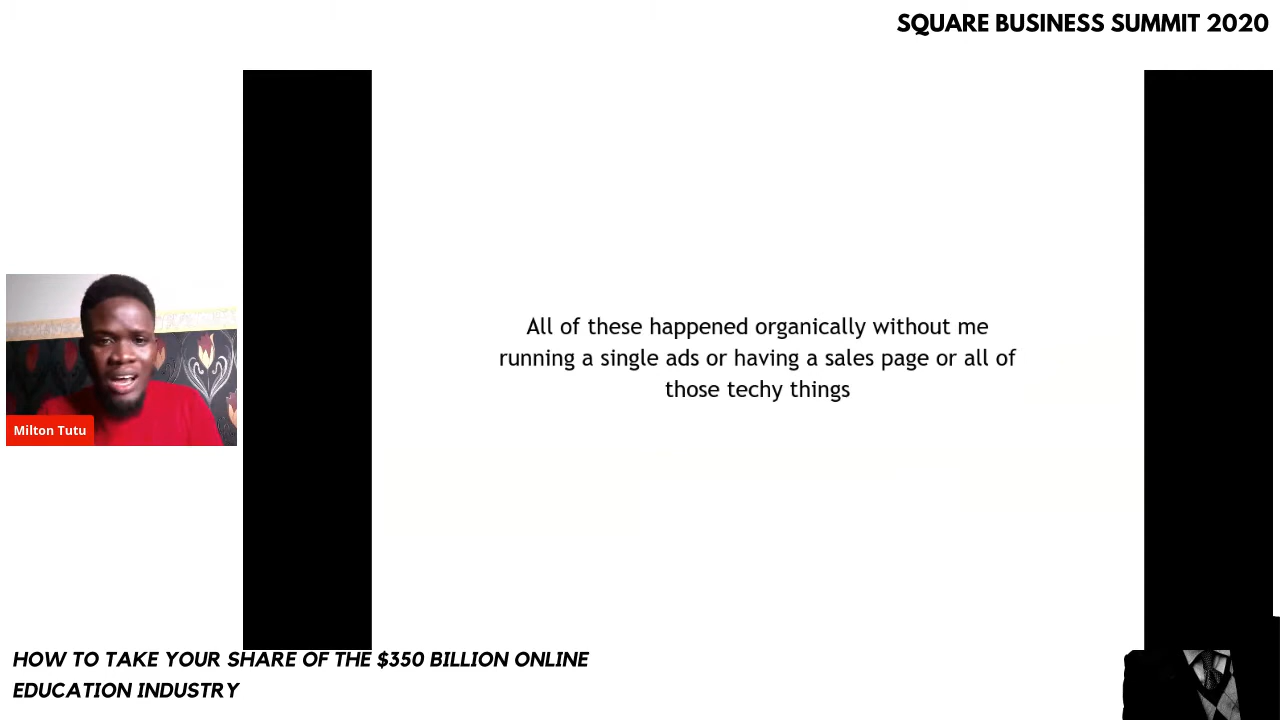 SQUARE BUSINESS SUMMIT 2020
All of these happened organically without me
running a single ads or having a sales page or all of
those techy things
Milton Tutu
HOW TO TAKE YOUR SHARE OF THE $350 BILLION ONLINE
EDUCATION INDUSTRY